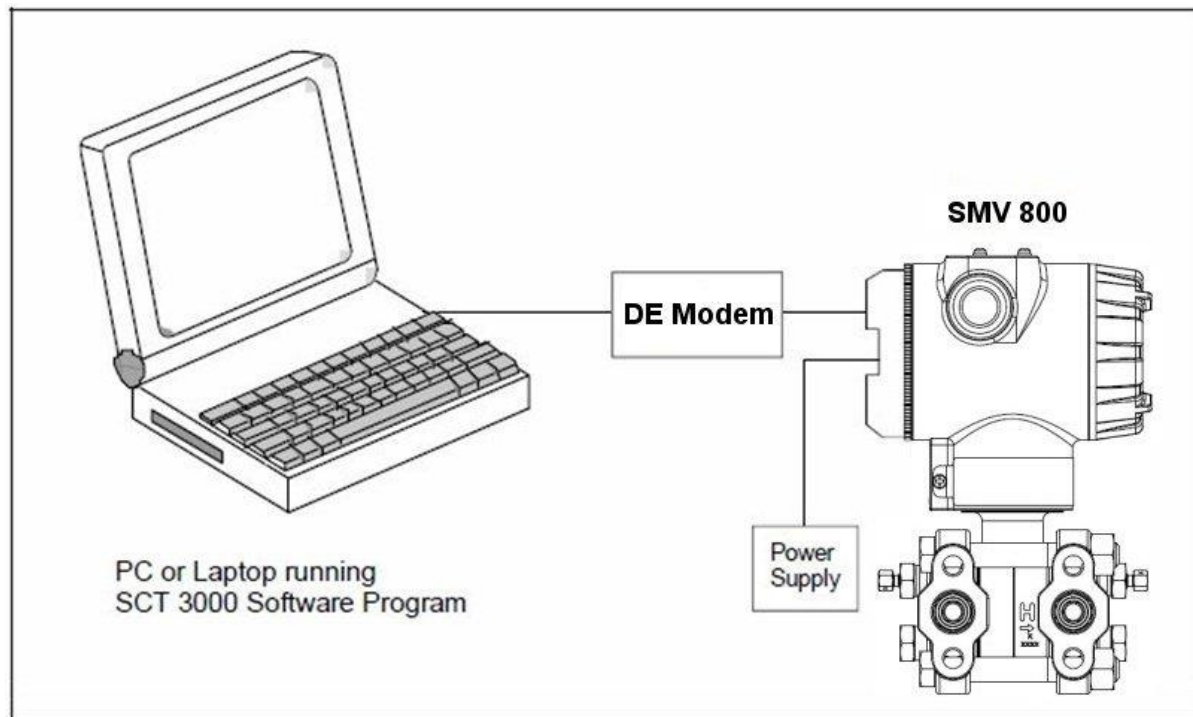 SMV 800
DE Modem
Power
Supply
PC or Laptop running
SCT 3000 Software Program
H